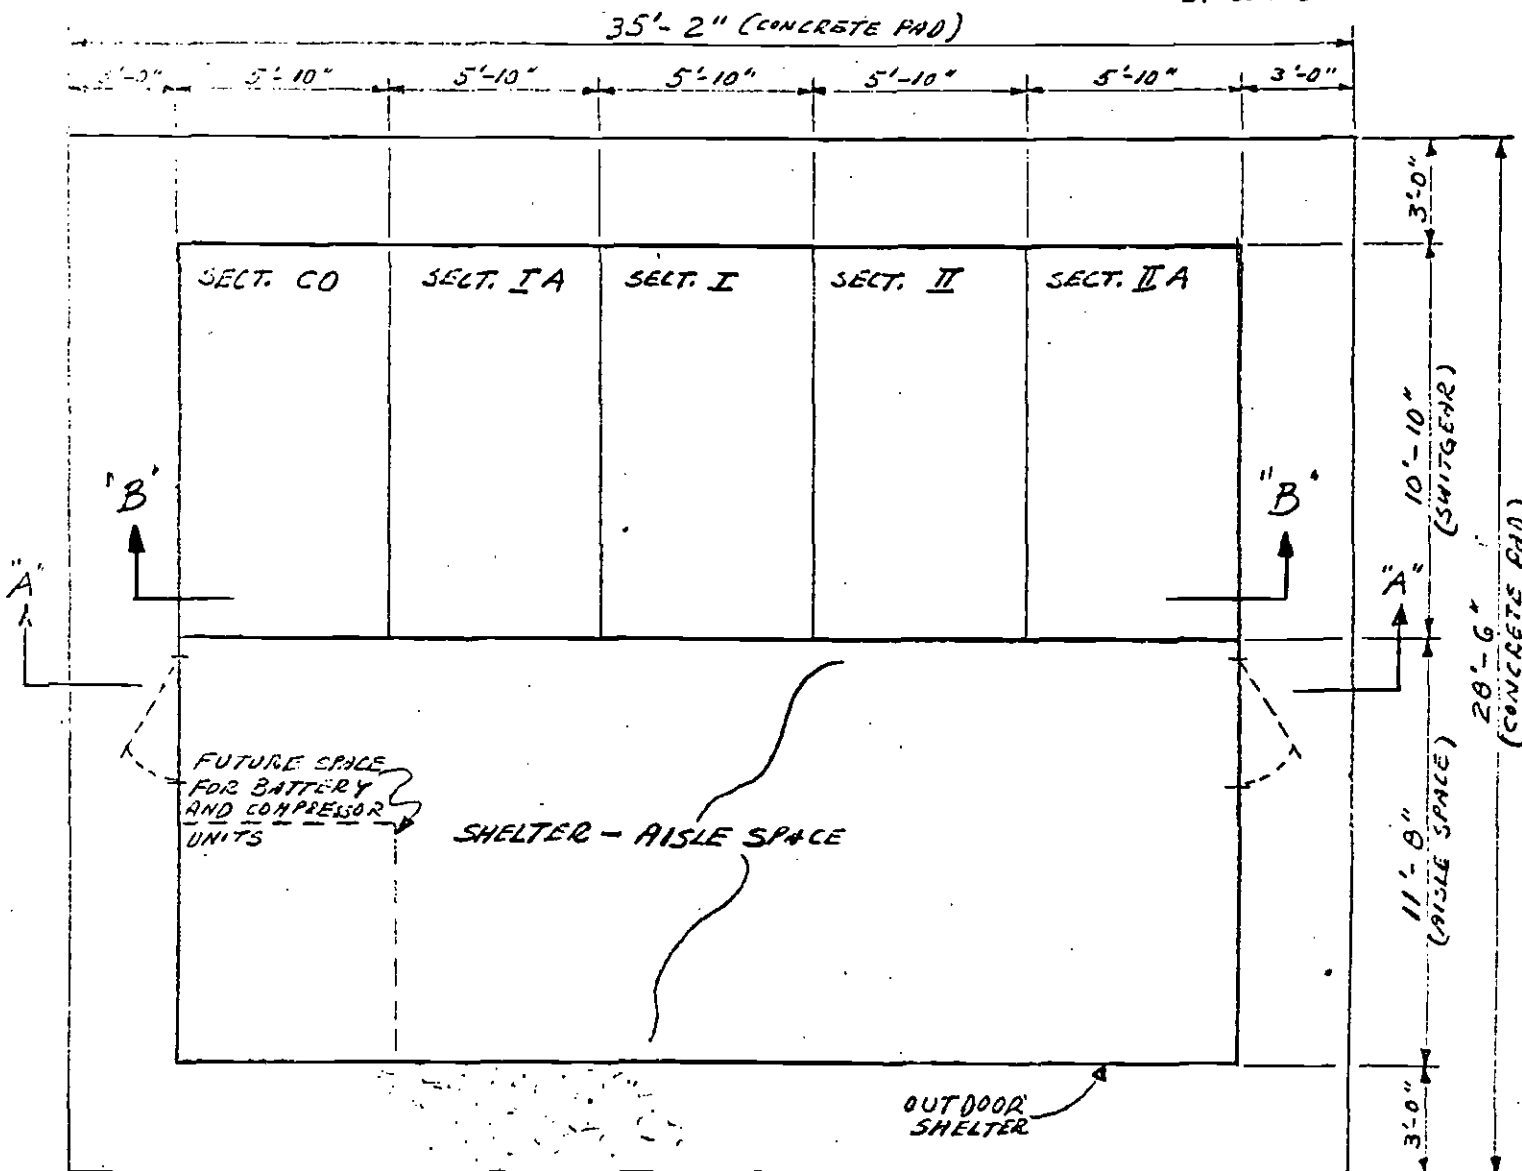 35'-2" (CONCRETE PAD)
3'-0" 5'-10" 5'-10" 5'-10" 5'-10" 5'-10" 3'-0"
3'-0"
SECT. CO SECT. IA SECT. I SECT. II SECT. IIA
10'-10"
(SWITGEAR)
"B" "B"
"A" "A"
28'-6"
(CONCRETE PAD)
FUTURE SPACE
FOR BATTERY
AND COMPRESSOR
UNITS
SHELTER - AISLE SPACE
11'-8"
(AISLE SPACE)
OUTDOOR
SHELTER
3'-0"